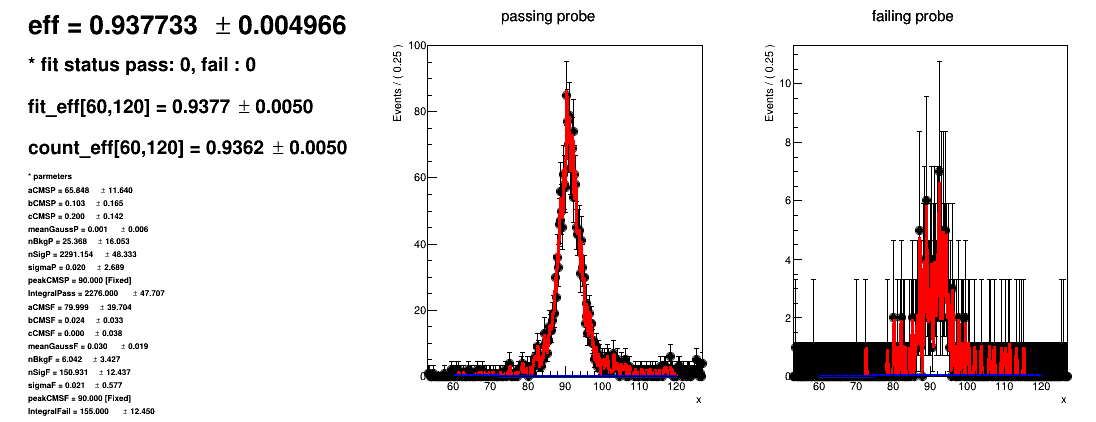 eff = 0.937733 ± 0.004966
* fit status pass: 0, fail : 0
fit_eff[60,120] = 0.9377 ± 0.0050
count_eff[60,120] = 0.9362 ± 0.0050
* parmeters
aCMSP = 65.848 ± 11.640
bCMSP = 0.103 ± 0.165
cCMSP = 0.200 ± 0.142
meanGaussP = 0.001 ± 0.006
nBkgP = 25.368 ± 16.053
nSigP = 2291.154 ± 48.333
sigmaP = 0.020 ± 2.689
peakCMSP = 90.000 [Fixed]
IntegralPass = 2276.000 ± 47.707
aCMSF = 79.999 ± 39.704
bCMSF = 0.024 ± 0.033
cCMSF = 0.000 ± 0.038
meanGaussF = 0.030 ± 0.019
nBkgF = 6.042 ± 3.427
nSigF = 150.931 ± 12.437
sigmaF = 0.021 ± 0.577
peakCMSF = 90.000 [Fixed]
IntegralFail = 155.000 ± 12.450
passing probe
Events / ( 0.25 )
100
80
60
40
20
0
60 70 80 90 100 110 120
x
failing probe
Events / ( 0.25 )
10
8
6
4
2
0
60 70 80 90 100 110 120
x